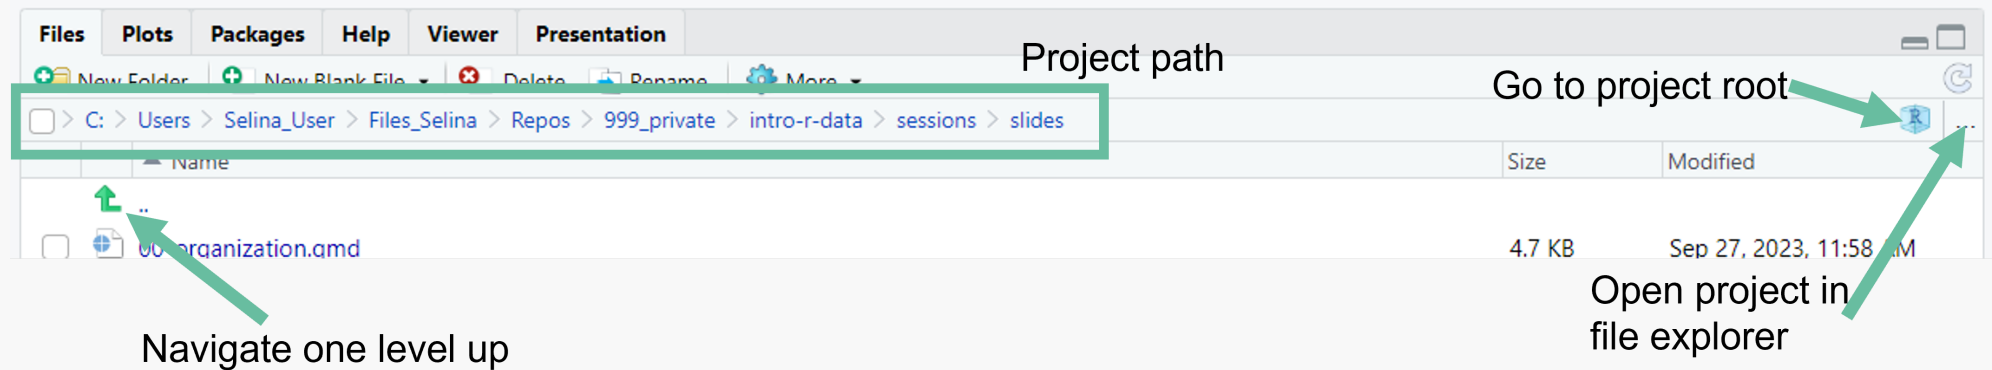 Files Plots Packages Help Viewer Presentation
Project path
New Folder New Blank File Delete Rename More
Go to project root
C: > Users > Selina_User > Files_Selina > Repos > 999_private > intro-r-data > sessions > slides
R ...
Name Size Modified
..
organization.qmd 4.7 KB Sep 27, 2023, 11:58 AM
Open project in
file explorer
Navigate one level up